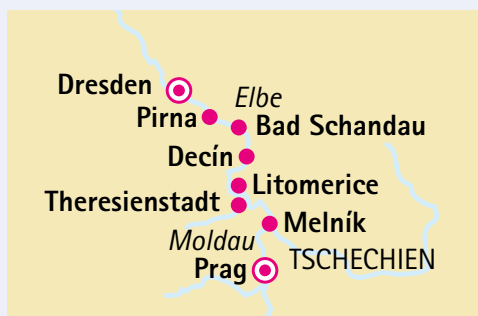 Dresden
Elbe
Pirna
Bad Schandau
Decín
Litomerice
Theresienstadt
Melník
Moldau
TSCHECHIEN
Prag